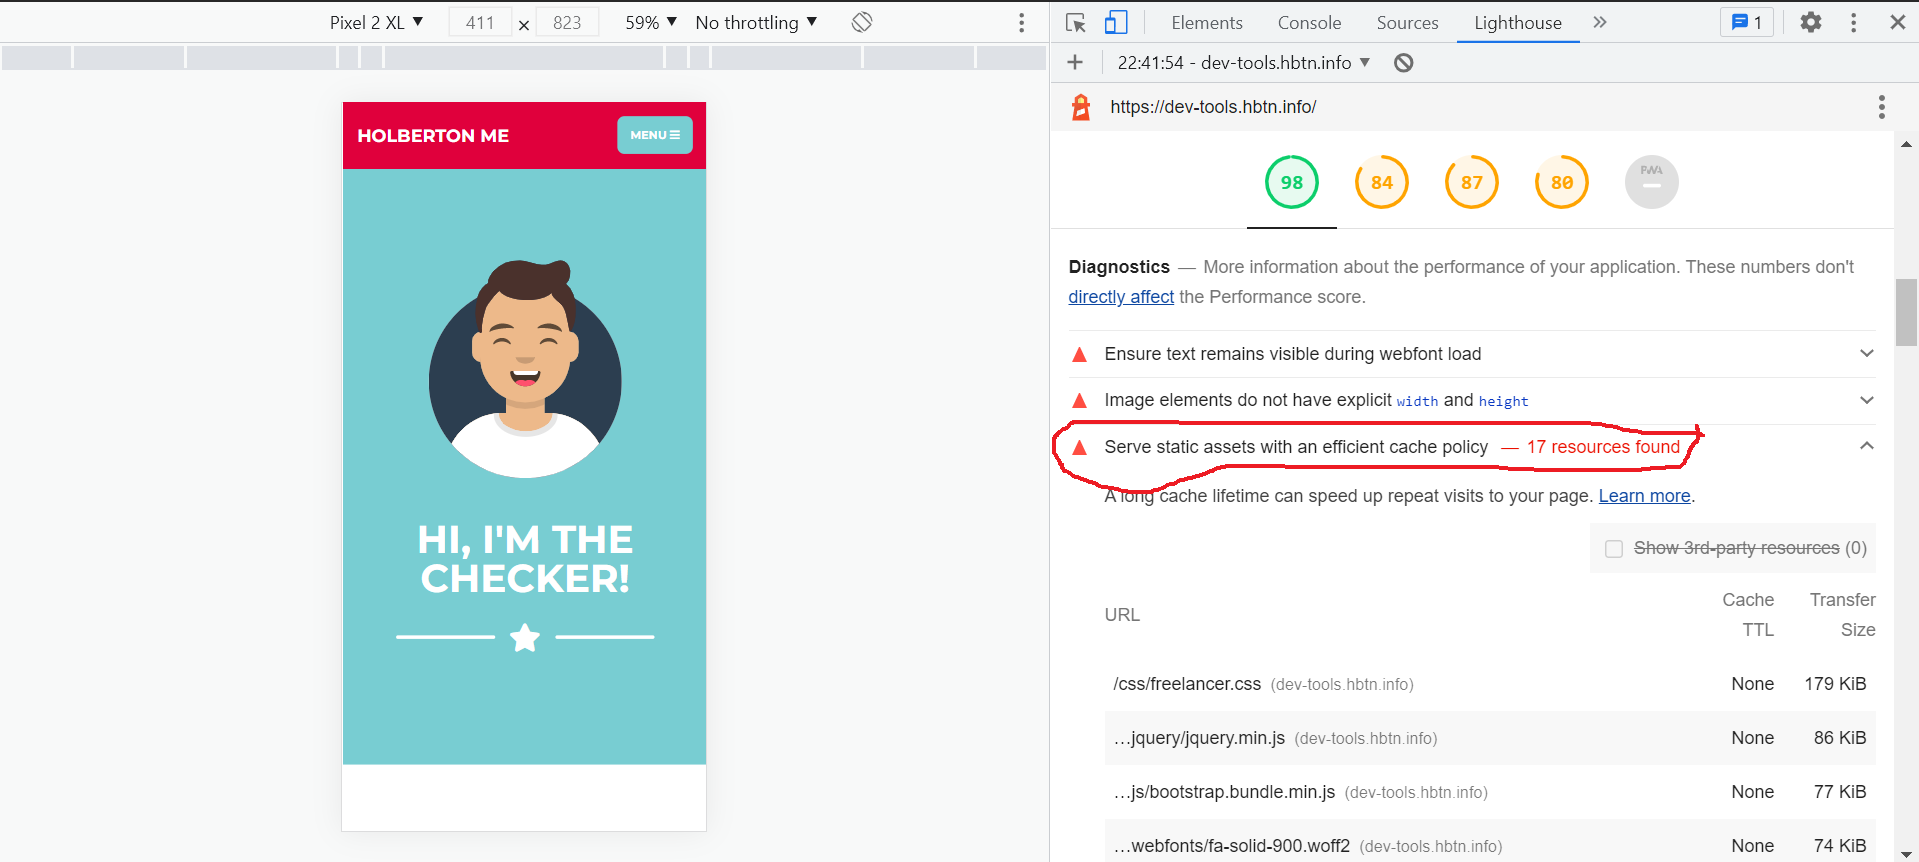 Pixel 2 XL ▼ 411 × 823 59% ▼ No throttling ▼
Elements Console Sources Lighthouse » 1
+ 22:41:54 - dev-tools.hbtn.info ▼
https://dev-tools.hbtn.info/
HOLBERTON ME
MENU
HI, I'M THE
CHECKER!
98 84 87 80 PWA
Diagnostics — More information about the performance of your application. These numbers don't
directly affect the Performance score.
Ensure text remains visible during webfont load
Image elements do not have explicit width and height
Serve static assets with an efficient cache policy — 17 resources found
A long cache lifetime can speed up repeat visits to your page. Learn more.
Show 3rd-party resources (0)
URL
Cache
TTL
Transfer
Size
/css/freelancer.css (dev-tools.hbtn.info) None 179 KiB
…jquery/jquery.min.js (dev-tools.hbtn.info) None 86 KiB
…js/bootstrap.bundle.min.js (dev-tools.hbtn.info) None 77 KiB
…webfonts/fa-solid-900.woff2 (dev-tools.hbtn.info) None 74 KiB